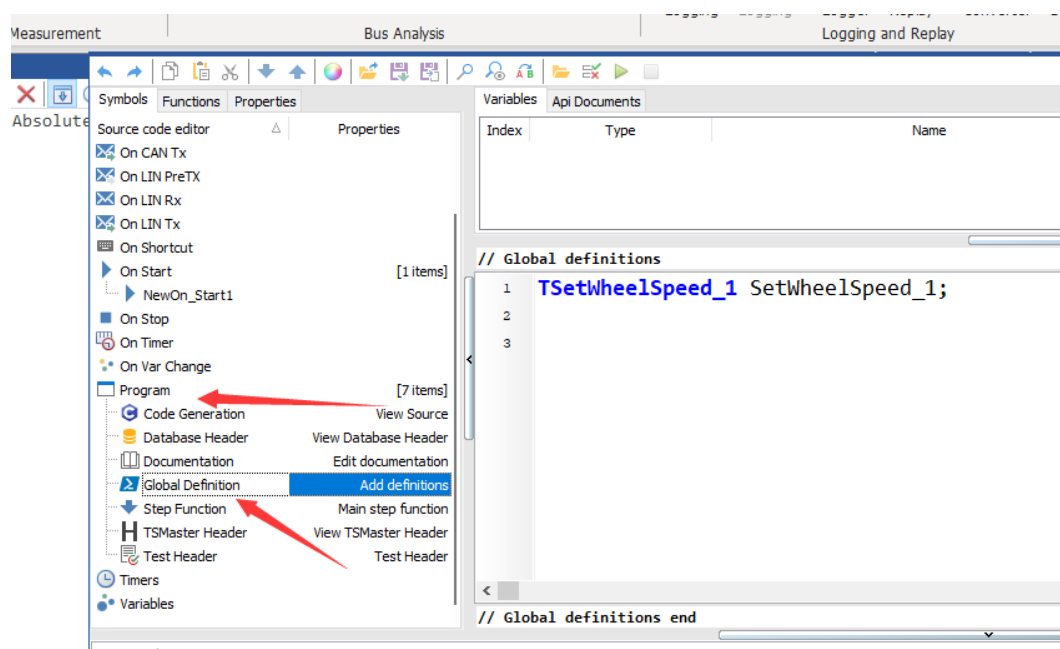 Measurement
Bus Analysis
Logging and Replay
Absolute
Symbols Functions Properties
Source code editor Properties
On CAN Tx
On LIN PreTX
On LIN Rx
On LIN Tx
On Shortcut
On Start [1 items]
NewOn_Start1
On Stop
On Timer
On Var Change
Program [7 items]
Code Generation View Source
Database Header View Database Header
Documentation Edit documentation
Global Definition Add definitions
Step Function Main step function
TSMaster Header View TSMaster Header
Test Header Test Header
Timers
Variables
Variables Api Documents
Index Type Name
// Global definitions
1 TSetWheelSpeed_1 SetWheelSpeed_1;
2
3
// Global definitions end